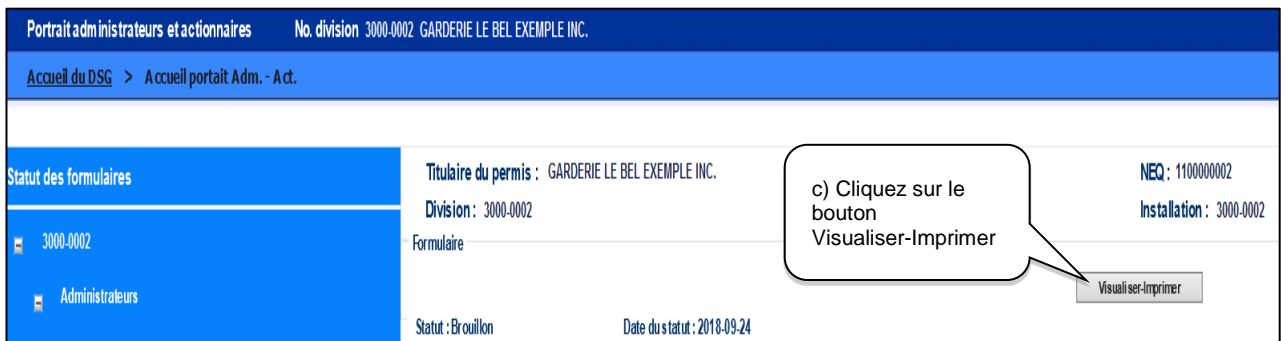 Portrait administrateurs et actionnaires No. division 3000-0002 GARDERIE LE BEL EXEMPLE INC.
Accueil du DSG > Accueil portait Adm. - Act.
Statut des formulaires
3000-0002
Administrateurs
Titulaire du permis : GARDERIE LE BEL EXEMPLE INC.
NEQ : 1100000002
Division : 3000-0002
Installation : 3000-0002
Formulaire
c) Cliquez sur le
bouton
Visualiser-Imprimer
Visualiser-Imprimer
Statut : Brouillon Date du statut : 2018-09-24